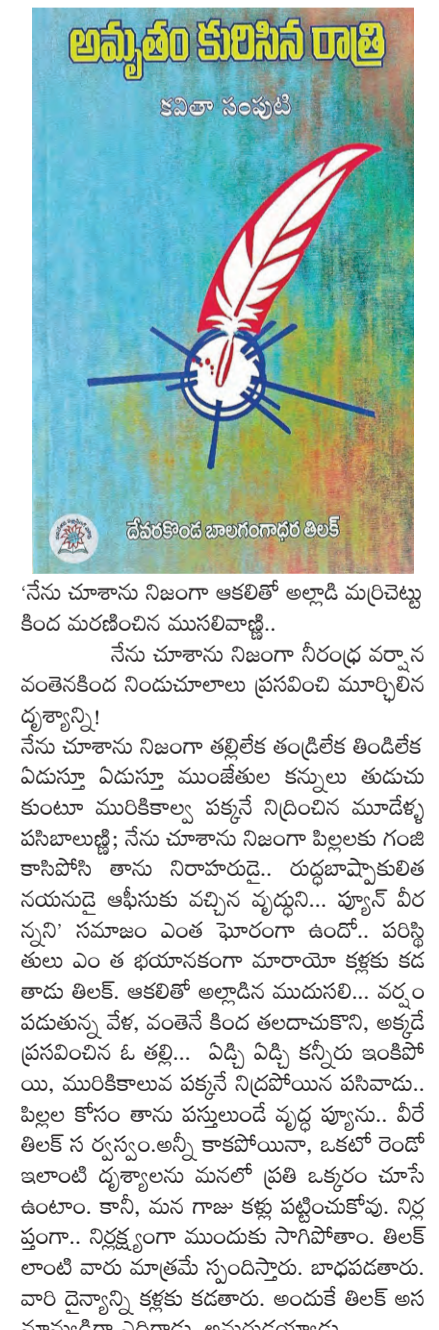 అమృతం కురిసిన రాత్రి
కవితా సంపుటి
దేవరకొండ బాలగంగాధర తిలక్
‘నేను చూశాను నిజంగా ఆకలితో అల్లాడి మర్రిచెట్టు
కింద మరణించిన ముసలివాణ్ణి..
నేను చూశాను నిజంగా నీరంధ్ర వర్షాన
వంతెనకింద నిండుచూలాలు ప్రసవించి మూర్ఛిలిన
దృశ్యాన్ని!
నేను చూశాను నిజంగా తల్లిలేక తండ్రిలేక తిండిలేక
ఏడుస్తూ ఏడుస్తూ ముంజేతుల కన్నులు తుడుచు
కుంటూ మురికికాల్వ పక్కనే నిద్రించిన మూడేళ్ళ
పసిబాలుణ్ణి; నేను చూశాను నిజంగా పిల్లలకు గంజి
కాసిపోసి తాను నిరాహరుడై.. రుద్ధబాష్పాకులిత
నయనుడై ఆఫీసుకు వచ్చిన వృద్ధుని... ప్యూన్ వీర
న్నని’ సమాజం ఎంత ఘోరంగా ఉందో.. పరిస్థి
తులు ఎం త భయానకంగా మారాయో కళ్లకు కడ
తాడు తిలక్. ఆకలితో అల్లాడిన ముదుసలి... వర్షం
పడుతున్న వేళ, వంతెనే కింద తలదాచుకొని, అక్కడే
ప్రసవించిన ఓ తల్లి... ఏడ్చి ఏడ్చి కన్నీరు ఇంకిపో
యి, మురికికాలువ పక్కనే నిద్రపోయిన పసివాడు..
పిల్లల కోసం తాను పస్తులుండే వృద్ధ ప్యూను.. వీరే
తిలక్ స ర్వస్వం.అన్నీ కాకపోయినా, ఒకటో రెండో
ఇలాంటి దృశ్యాలను మనలో ప్రతి ఒక్కరం చూసే
ఉంటాం. కానీ, మన గాజు కళ్లు పట్టించుకోవు. నిర్ల
ప్తంగా.. నిర్లక్ష్యంగా ముందుకు సాగిపోతాం. తిలక్
లాంటి వారు మాత్రమే స్పందిస్తారు. బాధపడతారు.
వారి దైన్యాన్ని కళ్లకు కడతారు. అందుకే తిలక్ అస